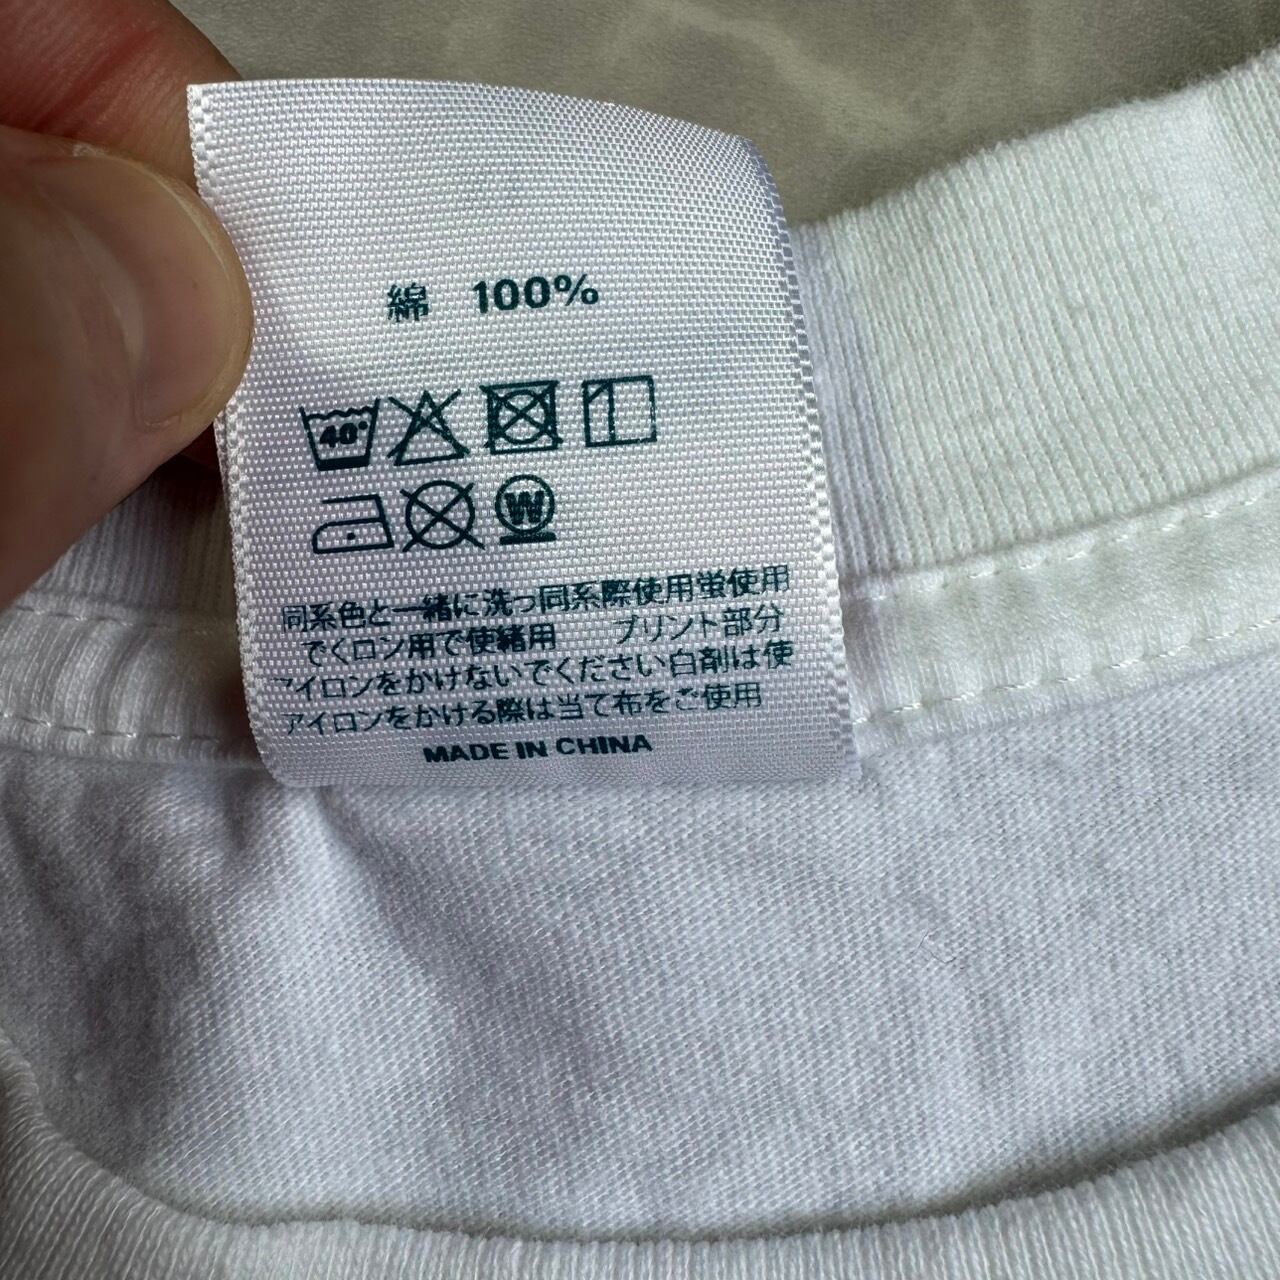 綿 100%
40°
W
同系色と一緒に洗っ同系際使用蛍使用
でくロン用で使緒用 プリント部分
アイロンをかけないでください白剤は使
アイロンをかける際は当て布をご使用
MADE IN CHINA